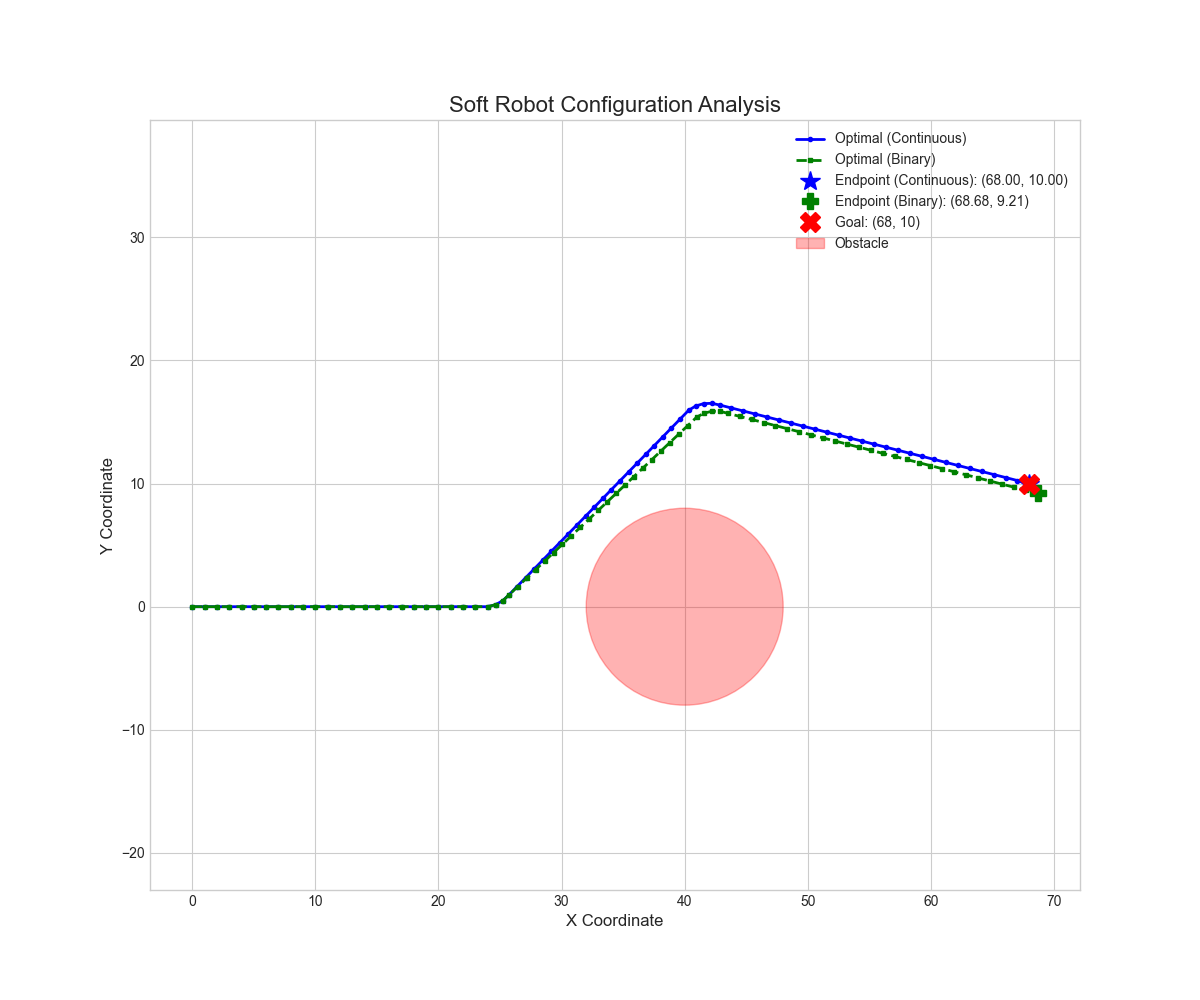 Soft Robot Configuration Analysis
Optimal (Continuous)
Optimal (Binary)
Endpoint (Continuous): (68.00, 10.00)
Endpoint (Binary): (68.68, 9.21)
Goal: (68, 10)
Obstacle
Y Coordinate
30
20
10
0
−10
−20
0 10 20 30 40 50 60 70
X Coordinate